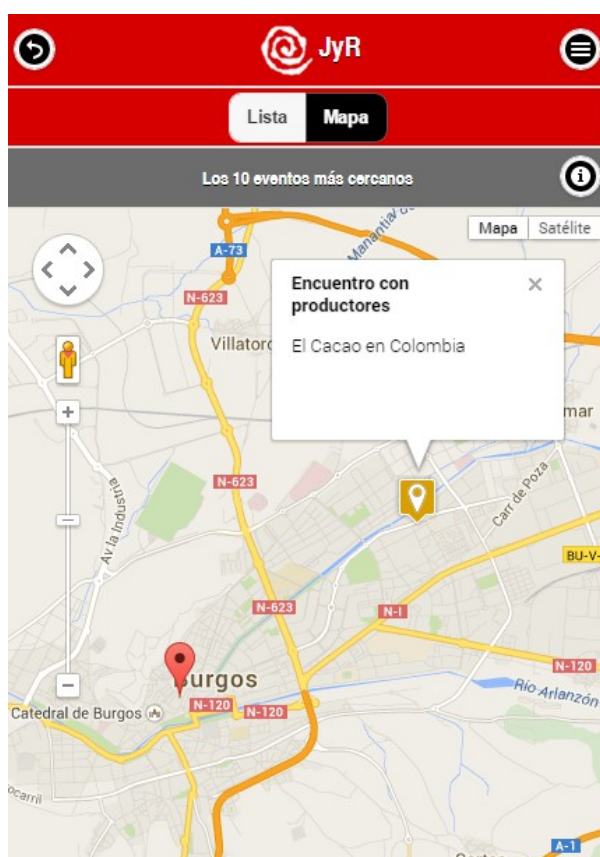 JyR
Lista Mapa
Los 10 eventos más cercanos
Mapa Satélite
A-73
N-623
Villatoro
Encuentro con
productores
El Cacao en Colombia
mar
N-623
Carr de Poza
Av la Industria
BU-V-
N-623
N-I
N-120
Burgos
Río Arlanzón
Catedral de Burgos
N-120
N-120
ocarril
A-1